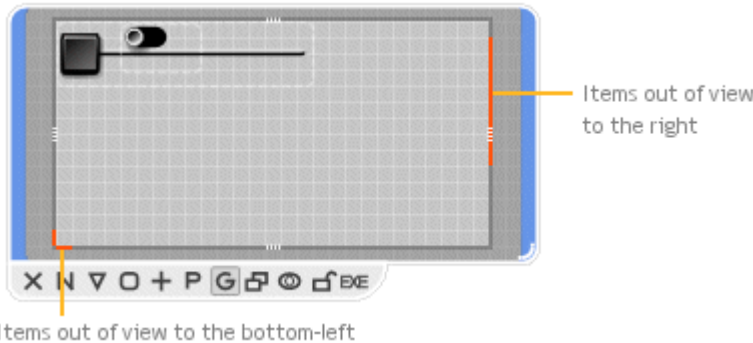 Items out of view
to the right
X N P G EXE
Items out of view to the bottom-left